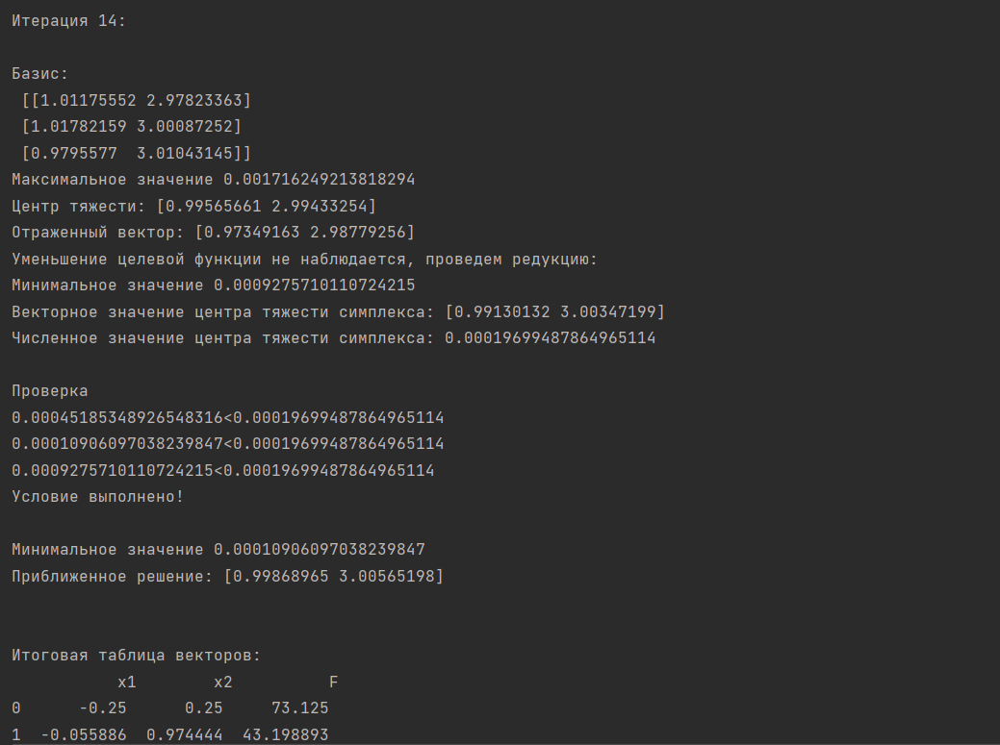 Итерация 14:
Базис:
[[1.01175552 2.97823363]
[1.01782159 3.00087252]
[0.9795577  3.01043145]]
Максимальное значение 0.001716249213818294
Центр тяжести: [0.99565661 2.99433254]
Отраженный вектор: [0.97349163 2.98779256]
Уменьшение целевой функции не наблюдается, проведем редукцию:
Минимальное значение 0.0009275710110724215
Векторное значение центра тяжести симплекса: [0.99130132 3.00347199]
Численное значение центра тяжести симплекса: 0.00019699487864965114
Проверка
0.00045185348926548316<0.00019699487864965114
0.00010906097038239847<0.00019699487864965114
0.0009275710110724215<0.00019699487864965114
Условие выполнено!
Минимальное значение 0.00010906097038239847
Приближенное решение: [0.99868965 3.00565198]
Итоговая таблица векторов:
x1 x2 F
0 -0.25 0.25 73.125
1 -0.055886 0.974444 43.198893